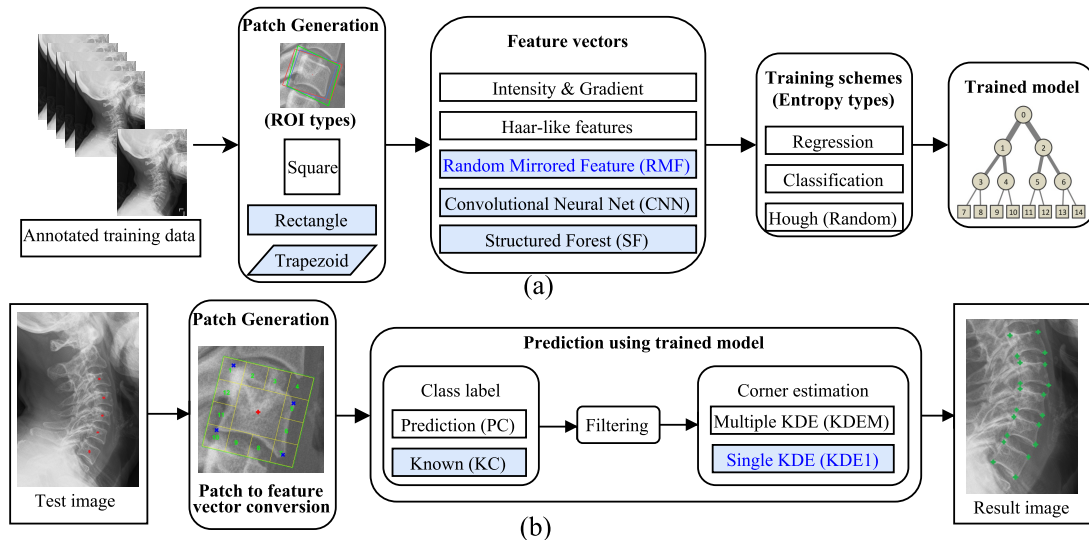 Patch Generation
(ROI types)
Square
Rectangle
Trapezoid
Annotated training data
Feature vectors
Intensity & Gradient
Haar-like features
Random Mirrored Feature (RMF)
Convolutional Neural Net (CNN)
Structured Forest (SF)
Training schemes
(Entropy types)
Regression
Classification
Hough (Random)
Trained model
0
1 2
3 4 5 6
7 8 9 10 11 12 13 14
(a)
Test image
Patch Generation
Patch to feature
vector conversion
Prediction using trained model
Class label
Prediction (PC)
Known (KC)
Filtering
Corner estimation
Multiple KDE (KDEM)
Single KDE (KDE1)
Result image
(b)